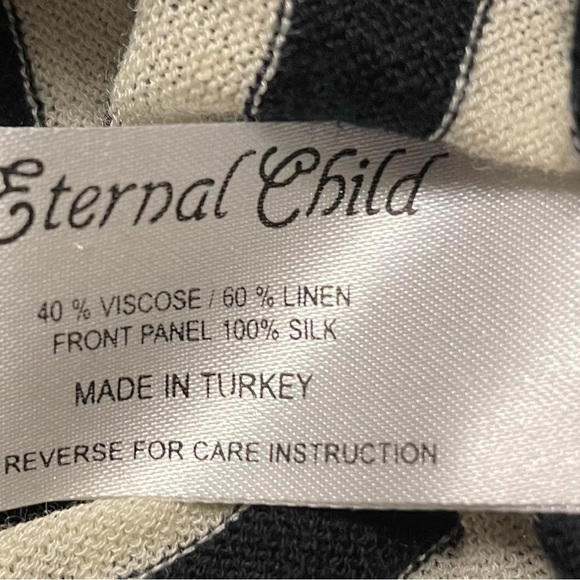 Eternal Child
40 % VISCOSE / 60 % LINEN
FRONT PANEL 100% SILK
MADE IN TURKEY
REVERSE FOR CARE INSTRUCTION